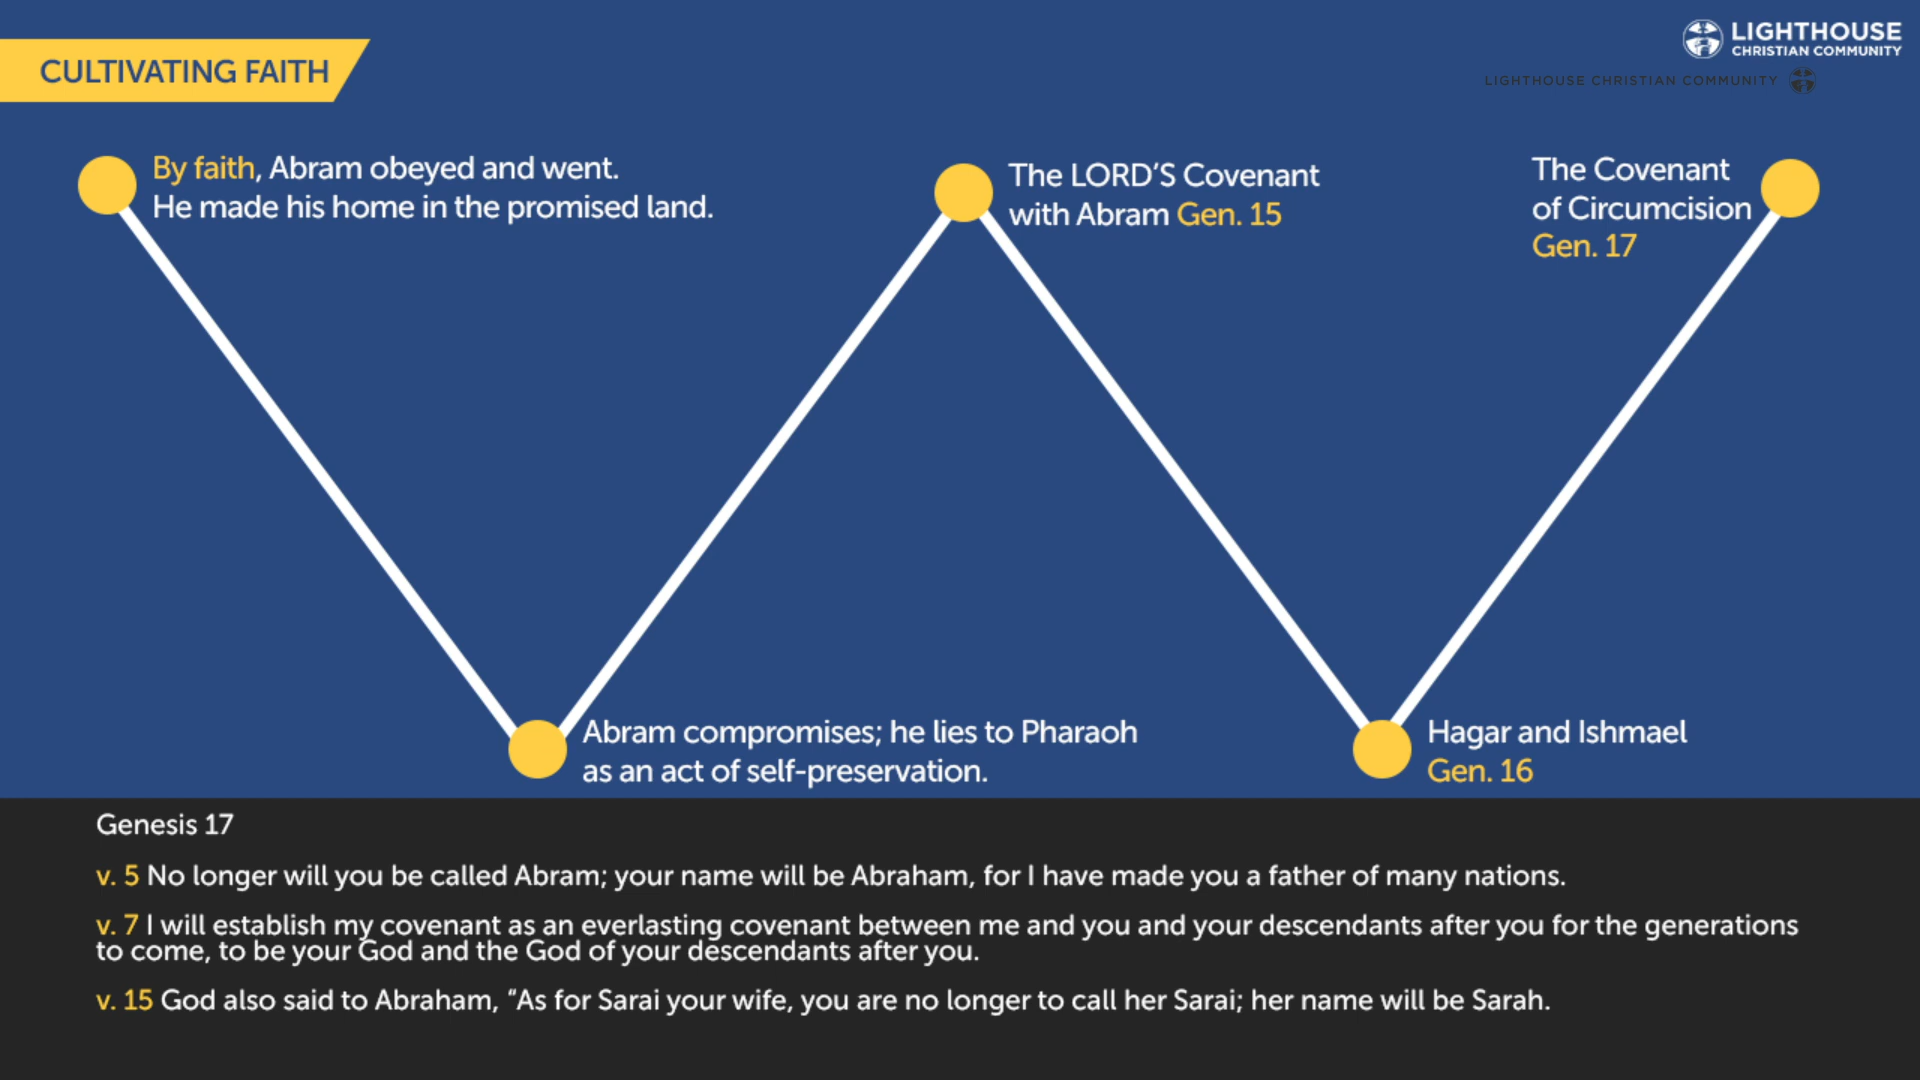 LIGHTHOUSE
CHRISTIAN COMMUNITY
CULTIVATING FAITH
LIGHTHOUSE CHRISTIAN COMMUNITY
By faith, Abram obeyed and went.
He made his home in the promised land.
The LORD’S Covenant
with Abram Gen. 15
The Covenant
of Circumcision
Gen. 17
Abram compromises; he lies to Pharaoh
as an act of self-preservation.
Hagar and Ishmael
Gen. 16
Genesis 17
v. 5 No longer will you be called Abram; your name will be Abraham, for I have made you a father of many nations.
v. 7 I will establish my covenant as an everlasting covenant between me and you and your descendants after you for the generations
to come, to be your God and the God of your descendants after you.
v. 15 God also said to Abraham, “As for Sarai your wife, you are no longer to call her Sarai; her name will be Sarah.